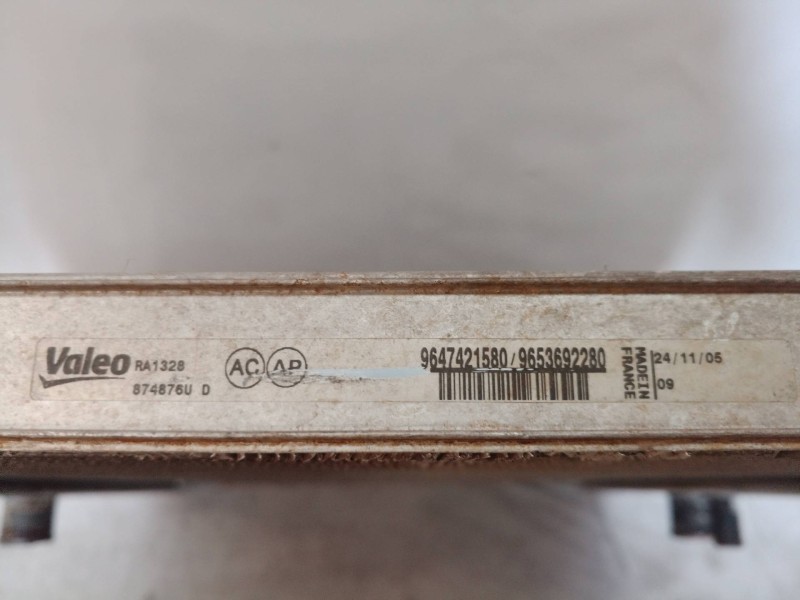 Valeo RA1328
874876U D
AC AP
9647421580/9653692280
MADE IN
FRANCE
24/11/05
09